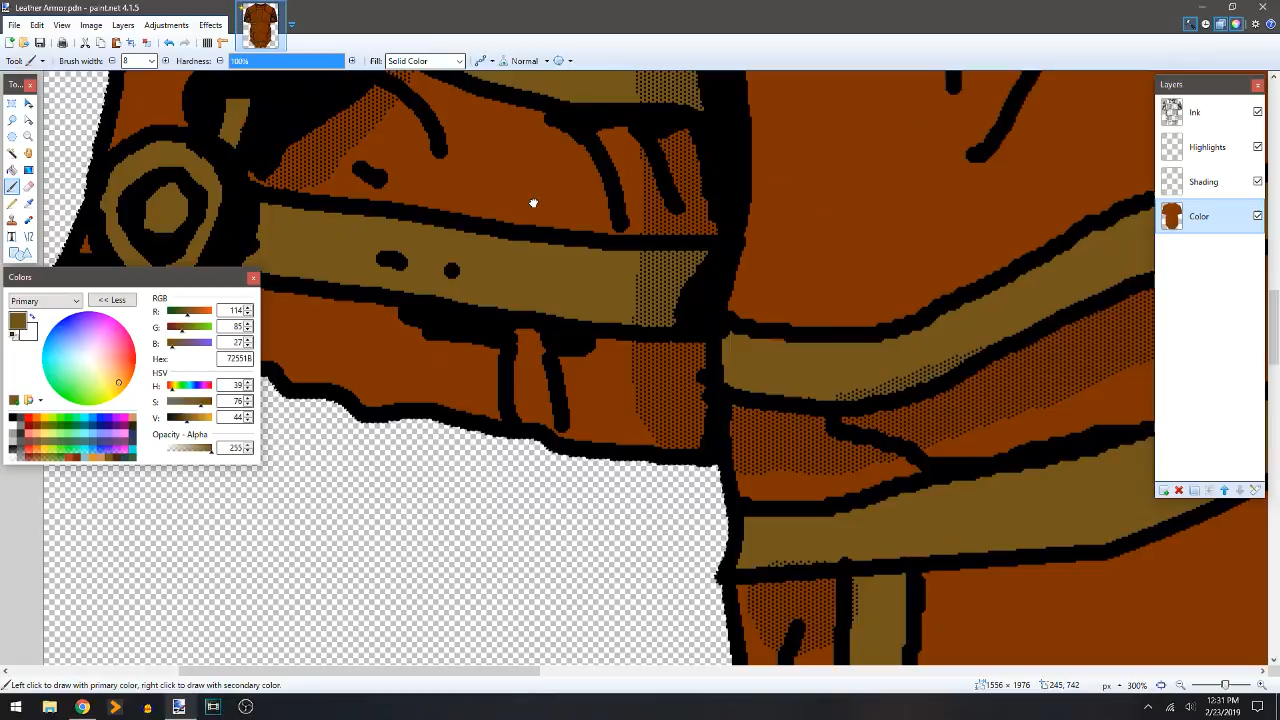 Leather Armor.pdn - paint.net 4.1.5
File Edit View Image Layers Adjustments Effects
Tool: Brush width: 8 Hardness: 100% Fill: Solid Color Normal
To...
Layers
Ink
Highlights
Shading
Color
Colors
Primary
<< Less
RGB
R: 114
G: 85
B: 27
Hex: 72551B
HSV
H: 39
S: 76
V: 44
Opacity - Alpha
255
Left click to draw with primary color, right click to draw with secondary color.
1556 × 1976
245, 742
px
300%
12:31 PM
2/23/2019